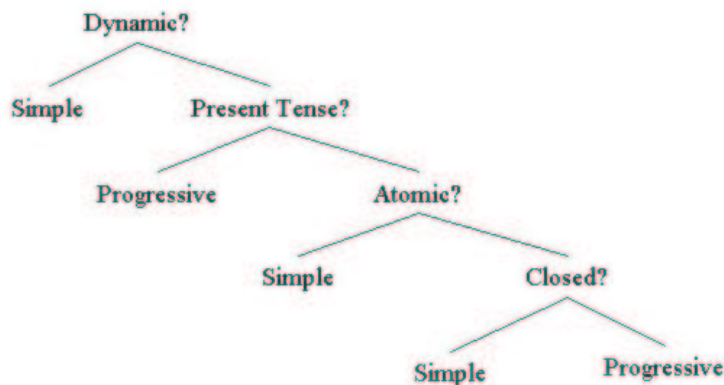 Dynamic?
Simple Present Tense?
Progressive Atomic?
Simple Closed?
Simple Progressive